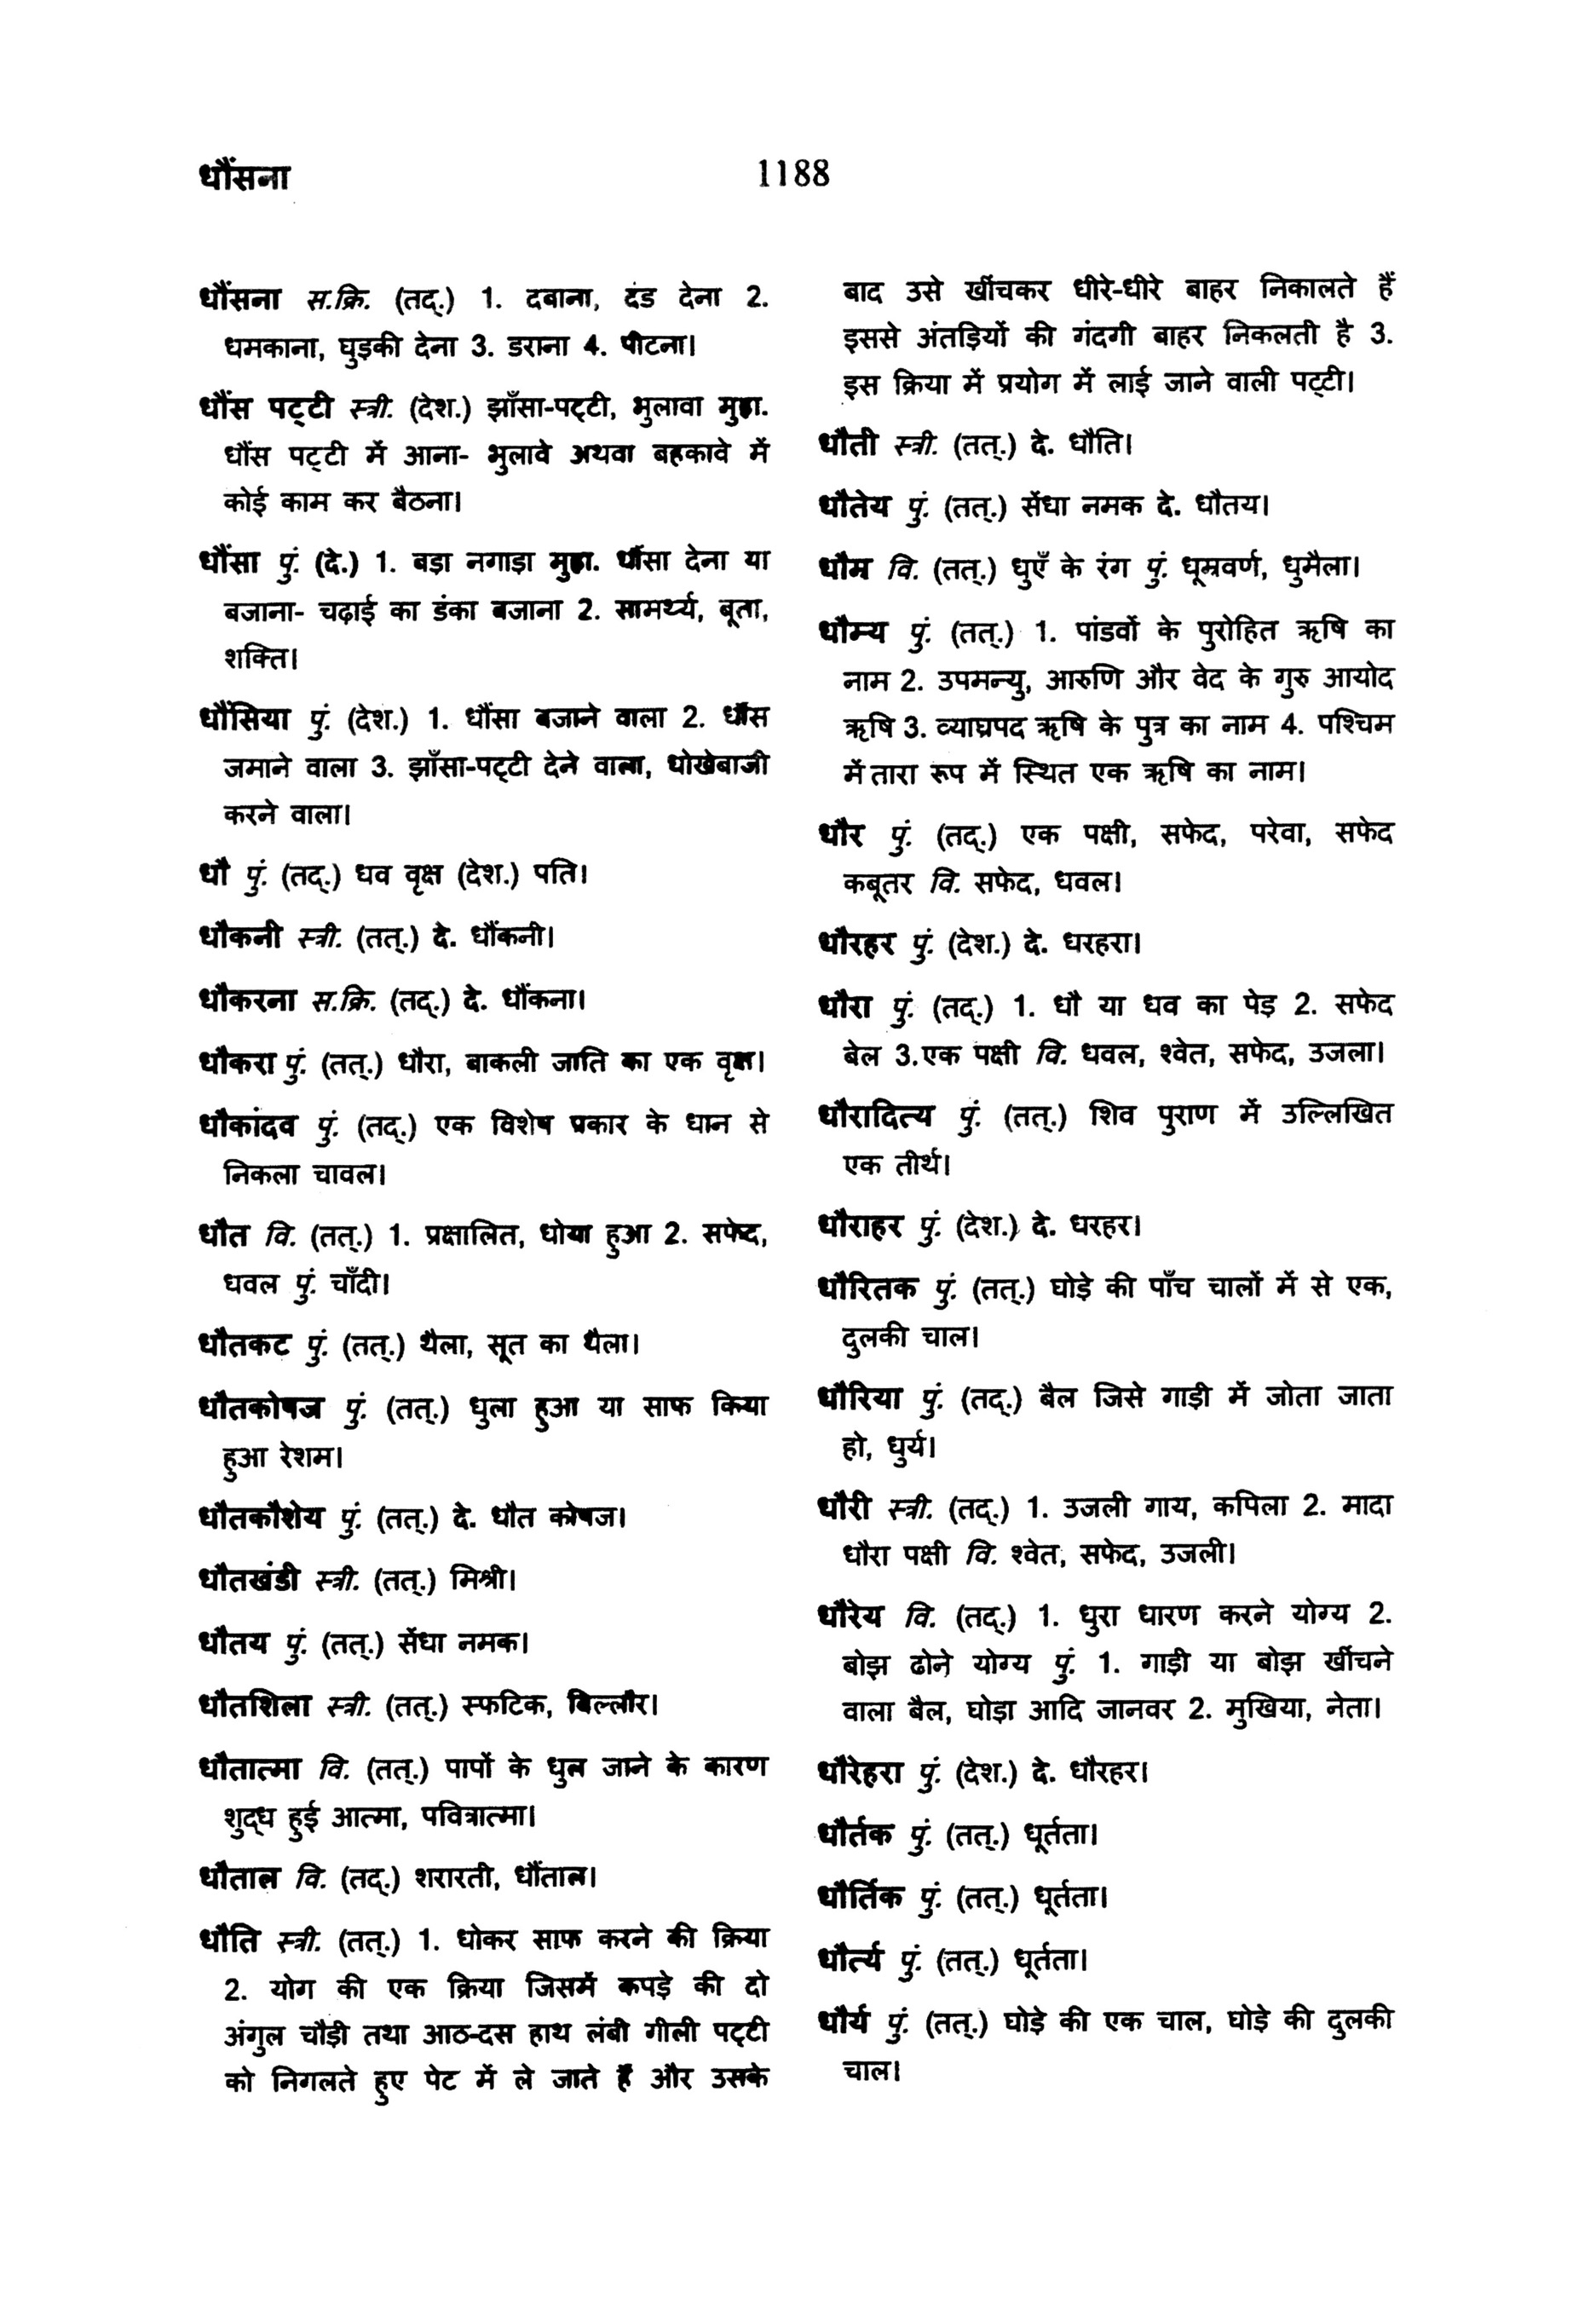 धौंसना
1188
धौंसना स.क्रि. (तद्.) 1. दबाना, दंड देना 2.
धमकाना, घुड़की देना 3. डराना 4. पीटना।
धौंस पट्टी स्त्री. (देश.) झाँसा-पट्टी, भुलावा मुहा.
धौंस पट्टी में आना- भुलावे अथवा बहकावे में
कोई काम कर बैठना।
धौंसा पुं. (दे.) 1. बड़ा नगाड़ा मुहा. धौंसा देना या
बजाना- चढ़ाई का डंका बजाना 2. सामर्थ्य, बूता,
शक्ति।
धौंसिया पुं. (देश.) 1. धौंसा बजाने वाला 2. धौंस
जमाने वाला 3. झाँसा-पट्टी देने वाला, धोखेबाजी
करने वाला।
धौ पुं. (तद्.) धव वृक्ष (देश.) पति।
धौकनी स्त्री. (तत्.) दे. धौंकनी।
धौकरना स.क्रि. (तद्.) दे. धौंकना।
धौकरा पुं. (तत्.) धौरा, बाकली जाति का एक वृक्ष।
धौकांदव पुं. (तद्.) एक विशेष प्रकार के धान से
निकला चावल।
धौत वि. (तत्.) 1. प्रक्षालित, धोया हुआ 2. सफेद,
धवल पुं. चाँदी।
धौतकट पुं. (तत्.) थैला, सूत का थैला।
धौतकोषज पुं. (तत्.) धुला हुआ या साफ किया
हुआ रेशम।
धौतकौशेय पुं. (तत्.) दे. धौत कोषज।
धौतखंडी स्त्री. (तत्.) मिश्री।
धौतय पुं. (तत्.) सेंधा नमक।
धौतशिला स्त्री. (तत्.) स्फटिक, बिल्लौर।
धौतात्मा वि. (तत्.) पापों के धुल जाने के कारण
शुद्ध हुई आत्मा, पवित्रात्मा।
धौताल वि. (तद्.) शरारती, धौंताल।
धौति स्त्री. (तत्.) 1. धोकर साफ करने की क्रिया
2. योग की एक क्रिया जिसमें कपड़े की दो
अंगुल चौड़ी तथा आठ-दस हाथ लंबी गीली पट्टी
को निगलते हुए पेट में ले जाते हैं और उसके
बाद उसे खींचकर धीरे-धीरे बाहर निकालते हैं
इससे अंतड़ियों की गंदगी बाहर निकलती है 3.
इस क्रिया में प्रयोग में लाई जाने वाली पट्टी।
धौती स्त्री. (तत्.) दे. धौति।
धौतेय पुं. (तत्.) सेंधा नमक दे. धौतय।
धौम वि. (तत्.) धुएँ के रंग पुं. धूम्रवर्ण, धुमैला।
धौम्य पुं. (तत्.) 1. पांडवों के पुरोहित ऋषि का
नाम 2. उपमन्यु, आरुणि और वेद के गुरु आयोद
ऋषि 3. व्याघ्रपद ऋषि के पुत्र का नाम 4. पश्चिम
में तारा रूप में स्थित एक ऋषि का नाम।
धौर पुं. (तद्.) एक पक्षी, सफेद, परेवा, सफेद
कबूतर वि. सफेद, धवल।
धौरहर पुं. (देश.) दे. धरहरा।
धौरा पुं. (तद्.) 1. धौ या धव का पेड़ 2. सफेद
बेल 3.एक पक्षी वि. धवल, श्वेत, सफेद, उजला।
धौरादित्य पुं. (तत्.) शिव पुराण में उल्लिखित
एक तीर्थ।
धौराहर पुं. (देश.) दे. धरहर।
धौरितक पुं. (तत्.) घोड़े की पाँच चालों में से एक,
दुलकी चाल।
धौरिया पुं. (तद्.) बैल जिसे गाड़ी में जोता जाता
हो, धुर्य।
धौरी स्त्री. (तद्.) 1. उजली गाय, कपिला 2. मादा
धौरा पक्षी वि. श्वेत, सफेद, उजली।
धौरेय वि. (तद्.) 1. धुरा धारण करने योग्य 2.
बोझ ढोने योग्य पुं. 1. गाड़ी या बोझ खींचने
वाला बैल, घोड़ा आदि जानवर 2. मुखिया, नेता।
धौरेहरा पुं. (देश.) दे. धौरहर।
धौर्तक पुं. (तत्.) धूर्तता।
धौर्तिक पुं. (तत्.) धूर्तता।
धौर्त्य पुं. (तत्.) धूर्तता।
धौर्य पुं. (तत्.) घोड़े की एक चाल, घोड़े की दुलकी
चाल।